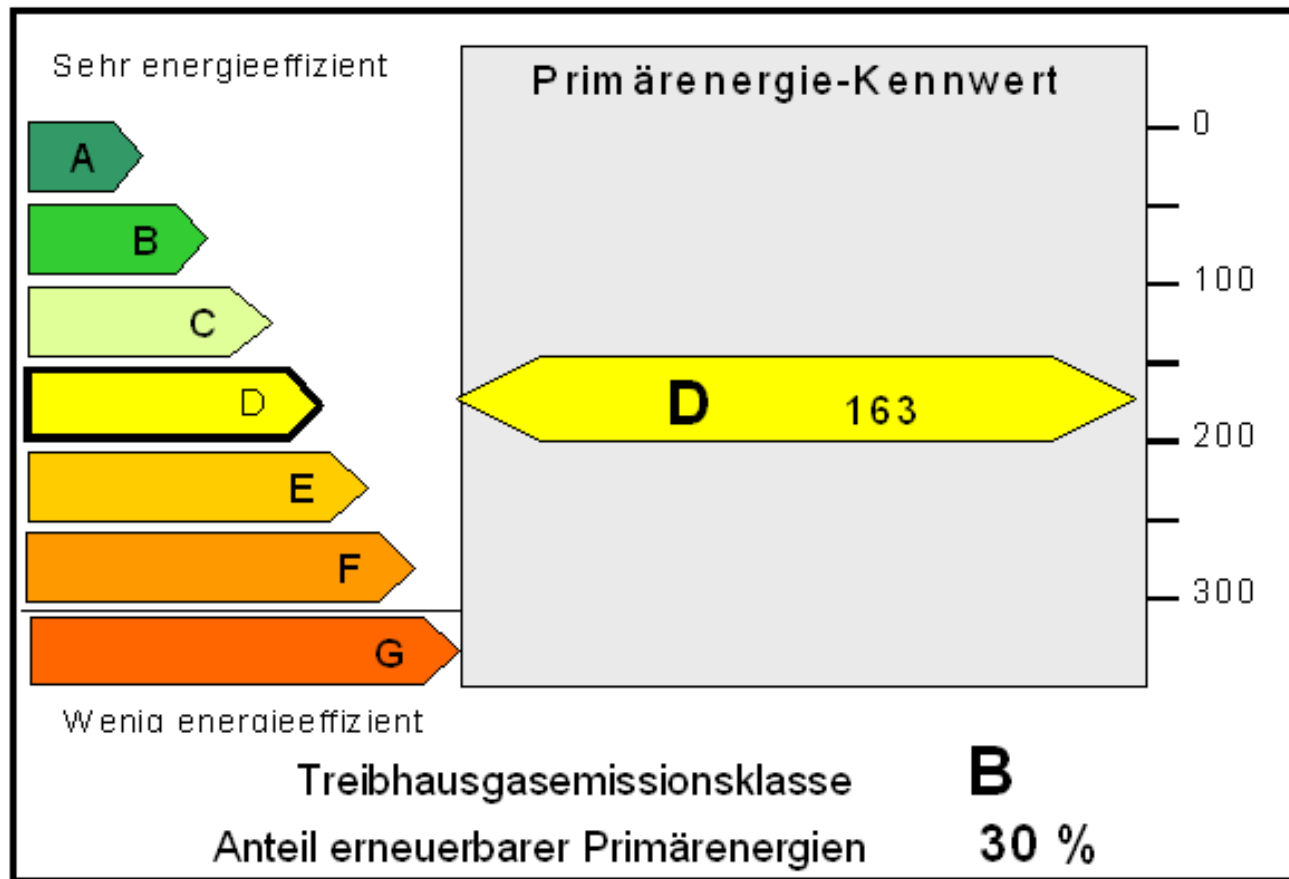 Sehr energieeffizient
Primärenergie-Kennwert
0
A
B
100
C
D
D 163
200
E
F
300
G
Wenig energieeffizient
Treibhausgasemissionsklasse B
Anteil erneuerbarer Primärenergien 30 %